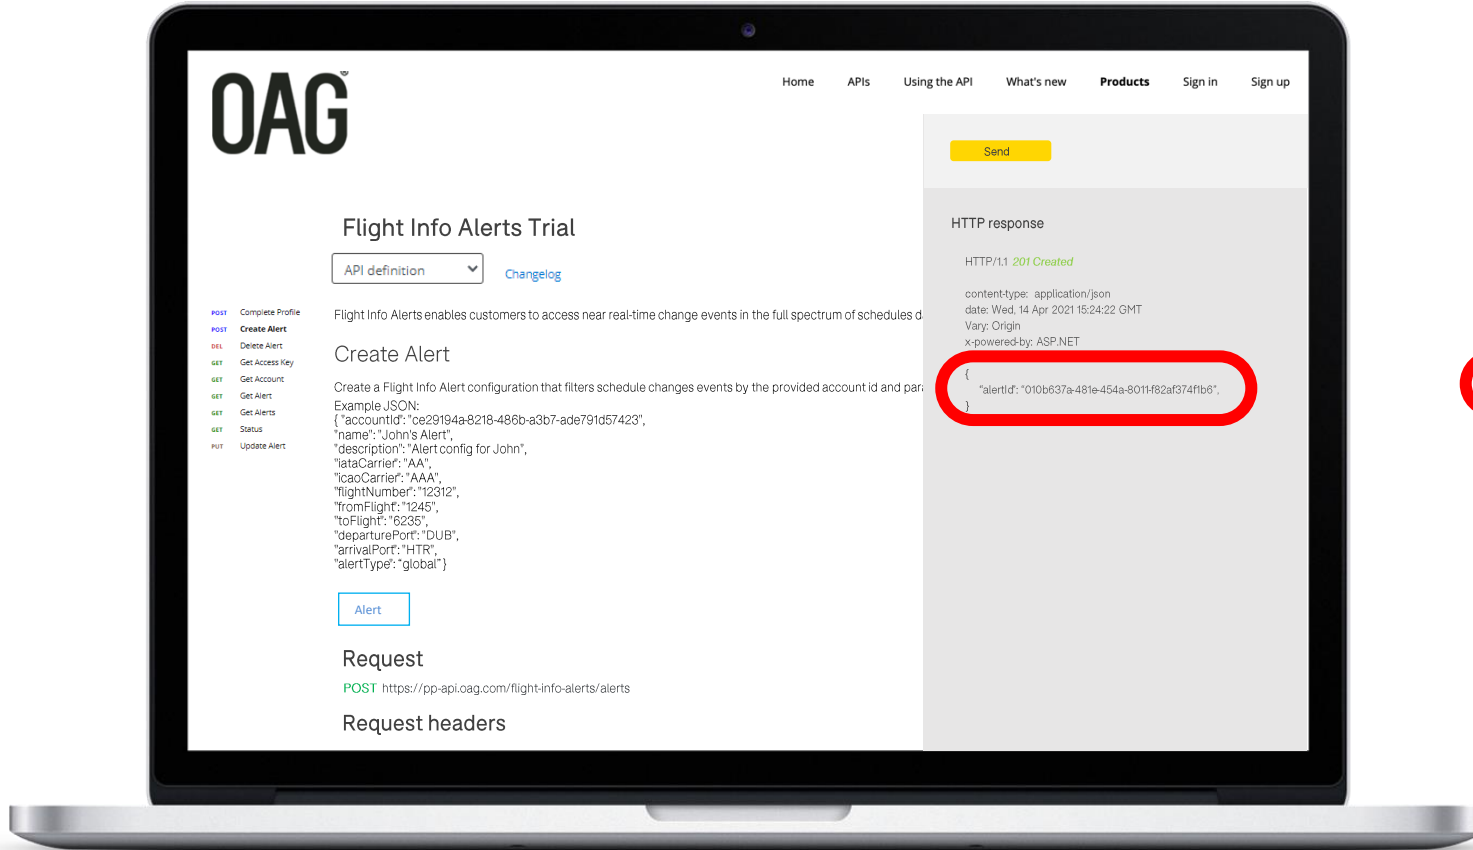 OAG®
Home APIs Using the API What's new Products Sign in Sign up
Send
Flight Info Alerts Trial
API definition
Changelog
POST Complete Profile
POST Create Alert
DEL Delete Alert
GET Get Access Key
GET Get Account
GET Get Alert
GET Get Alerts
GET Status
PUT Update Alert
Flight Info Alerts enables customers to access near real-time change events in the full spectrum of schedules d
Create Alert
Create a Flight Info Alert configuration that filters schedule changes events by the provided account id and par
Example JSON:
{ "accountId": "ce29194a-8218-486b-a3b7-ade791d57423",
"name": "John's Alert",
"description": "Alert config for John",
"iataCarrier": "AA",
"icaoCarrier": "AAA",
"flightNumber": "12312",
"fromFlight": "1245",
"toFlight": "6235",
"departurePort": "DUB",
"arrivalPort": "HTR",
"alertType": "global" }
Alert
Request
POST https://pp-api.oag.com/flight-info-alerts/alerts
Request headers
HTTP response
HTTP/1.1 201 Created
content-type: application/json
date: Wed, 14 Apr 2021 15:24:22 GMT
Vary: Origin
x-powered-by: ASP.NET
{
"alertId": "010b637a-481e-454a-8011-f82af374f1b6",
}